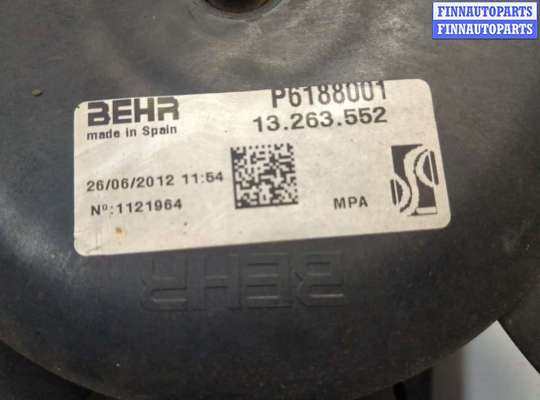 FINNAUTOPARTS
FINNAUTOPARTS
BEHR
made in Spain
P6188001
13.263.552
26/06/2012 11:54
Nº:1121964
MPA
BEHR